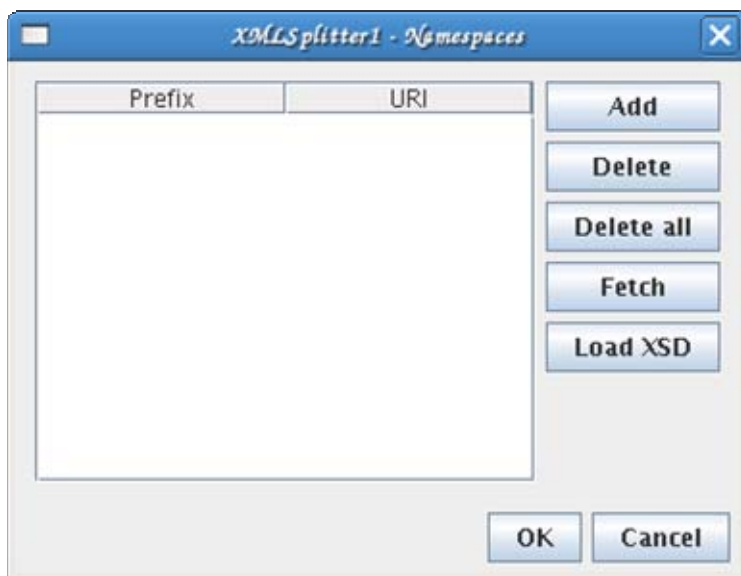 XMLSplitter1 - Namespaces
Prefix URI
Add
Delete
Delete all
Fetch
Load XSD
OK Cancel